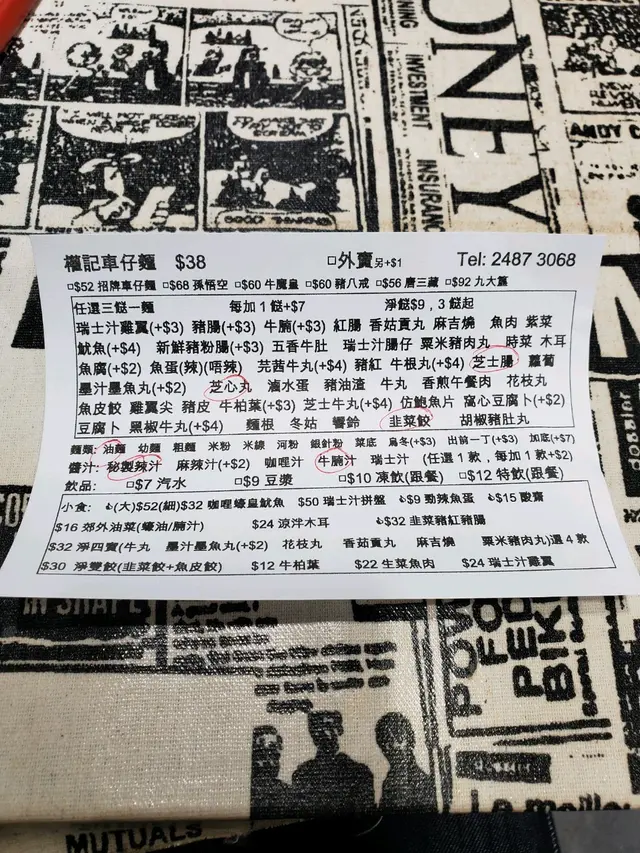 NNING
INVESTMENT
INSURANC
ONEY
ANDY C
權記車仔麵 $38 □外賣另+$1 Tel: 2487 3068
□$52 招牌車仔麵 □$68 孫悟空 □$60 牛魔皇 □$60 豬八戒 □$56 唐三藏 □$92 九大簋
任選三餸一麵 每加 1 餸+$7 淨餸$9 , 3 餸起
瑞士汁雞翼(+$3) 豬腸(+$3) 牛腩(+$3) 紅腸 香菇貢丸 麻吉燒 魚肉 紫菜
魷魚(+$4) 新鮮豬粉腸(+$3) 五香牛肚 瑞士汁腸仔 粟米豬肉丸 時菜 木耳
魚腐(+$2) 魚蛋(辣)(唔辣) 芫茜牛丸(+$4) 豬紅 牛根丸(+$4) 芝士腸 蘿蔔
墨汁墨魚丸(+$2) 芝心丸 滷水蛋 豬油渣 牛丸 香煎午餐肉 花枝丸
魚皮餃 雞翼尖 豬皮 牛柏葉(+$3) 芝士牛丸(+$4) 仿鮑魚片 窩心豆腐卜(+$2)
豆腐卜 黑椒牛丸(+$4) 麵根 冬菇 響鈴 韮菜餃 胡椒豬肚丸
麵類: 油麵 幼麵 粗麵 米粉 米線 河粉 銀針粉 菜底 烏冬(+$3) 出前一丁(+$3) 加底(+$7)
醬汁: 秘製辣汁 麻辣汁(+$2) 咖喱汁 牛腩汁 瑞士汁 (任選 1 款，每加 1 款+$2)
飲品: □$7 汽水 □$9 豆漿 □$10 凍飲(跟餐) □$12 特飲(跟餐)
小食: (大)$52(細)$32 咖喱蠔皇魷魚 $50 瑞士汁拼盤 $9 勁辣魚蛋 $15 酸齋
$16 郊外油菜(蠔油/腩汁) $24 涼拌木耳 $32 韮菜豬紅豬腸
$32 淨四寶(牛丸 墨汁墨魚丸(+$2) 花枝丸 香菇貢丸 麻吉燒 粟米豬肉丸)選 4 款
$30 淨雙餃(韮菜餃+魚皮餃) $12 牛柏葉 $22 生菜魚肉 $24 瑞士汁雞翼
IN SHAPE
MUTUALS